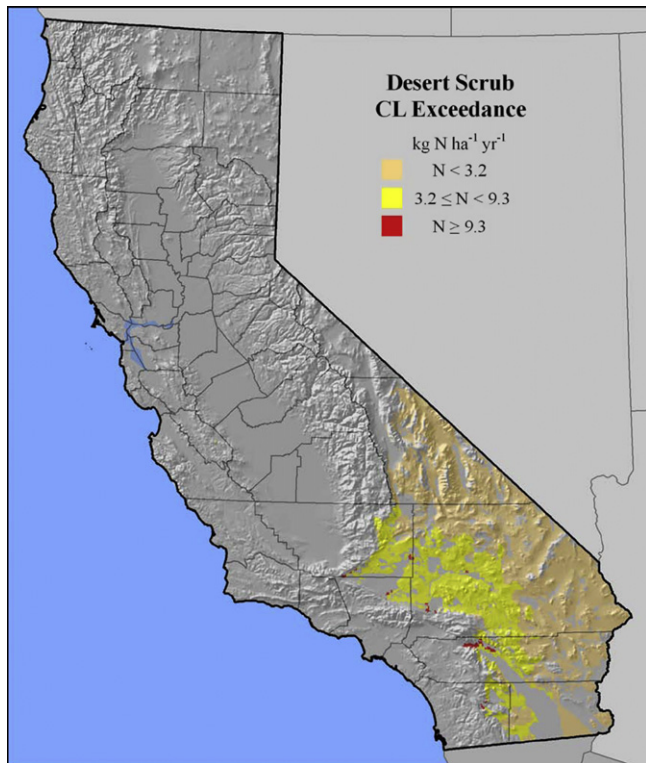 Desert Scrub
CL Exceedance
kg N ha⁻¹ yr⁻¹
N < 3.2
3.2 ≤ N < 9.3
N ≥ 9.3